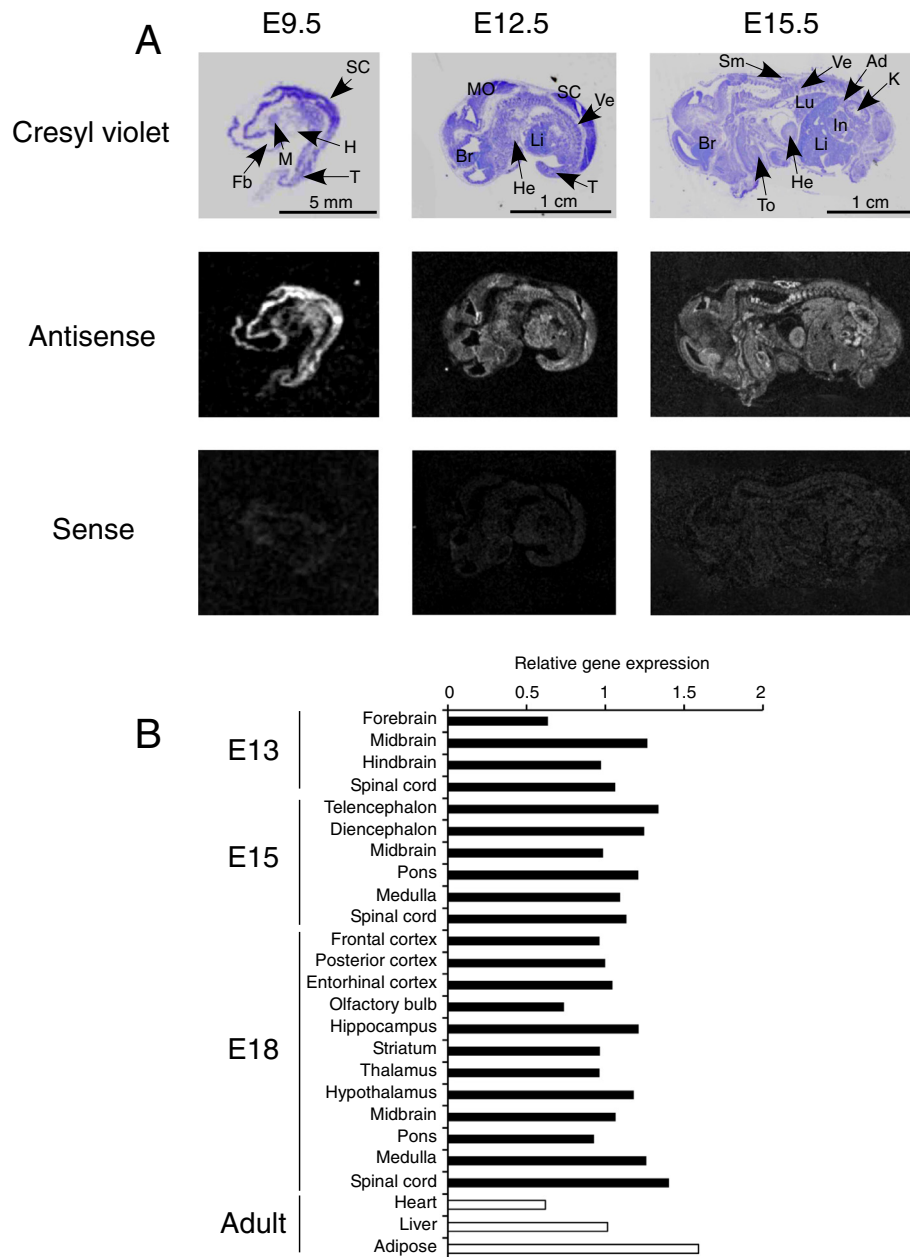 A
E9.5
E12.5
E15.5
Cresyl violet
SC
H
M
Fb
T
5 mm
MO
SC
Ve
Br
Li
He
T
1 cm
Sm
Ve
Ad
K
Lu
In
Br
Li
He
To
1 cm
Antisense
Sense
B
Relative gene expression
0 0.5 1 1.5 2
E13
Forebrain
Midbrain
Hindbrain
Spinal cord
E15
Telencephalon
Diencephalon
Midbrain
Pons
Medulla
Spinal cord
E18
Frontal cortex
Posterior cortex
Entorhinal cortex
Olfactory bulb
Hippocampus
Striatum
Thalamus
Hypothalamus
Midbrain
Pons
Medulla
Spinal cord
Adult
Heart
Liver
Adipose